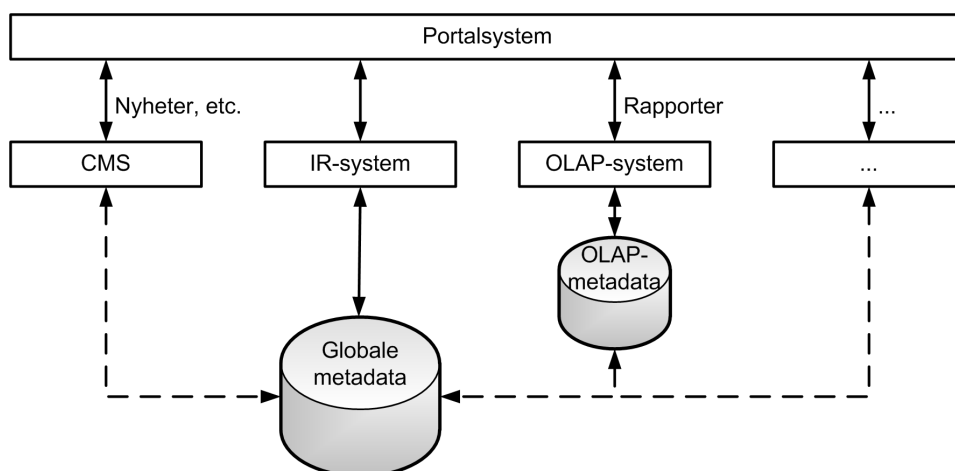 Portalsystem
Nyheter, etc.
Rapporter
...
CMS
IR-system
OLAP-system
...
OLAP-
metadata
Globale
metadata